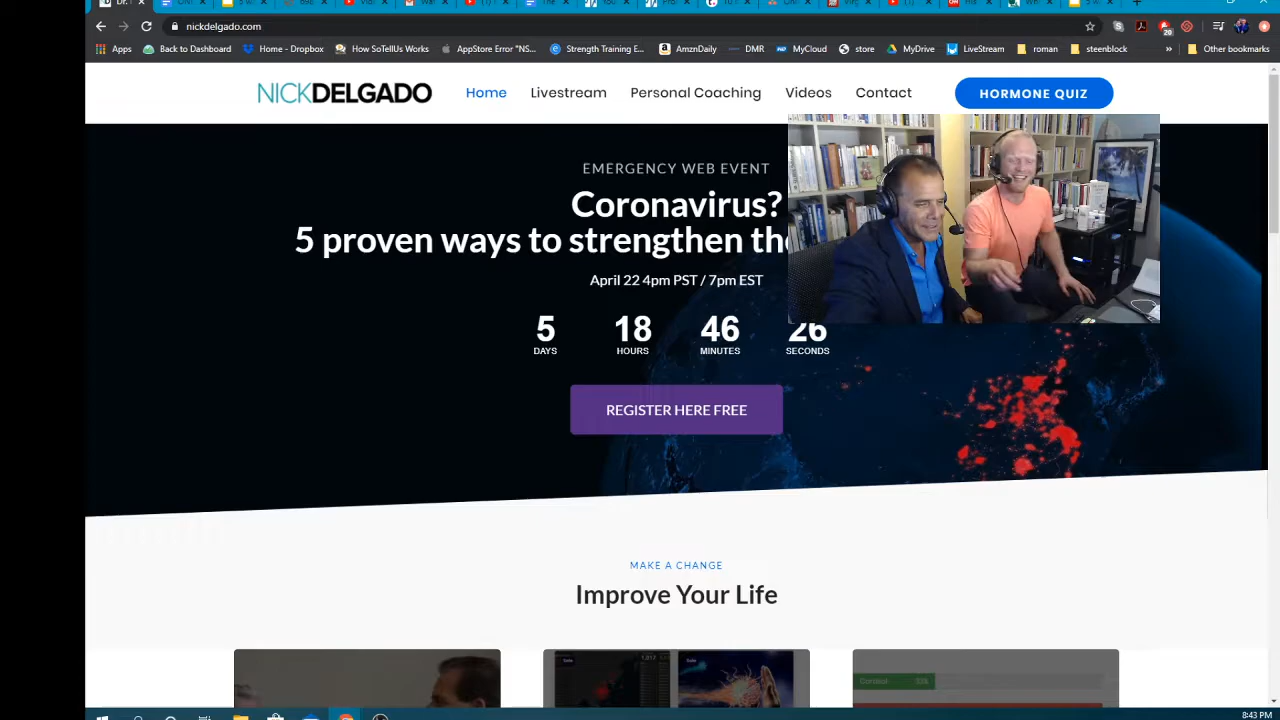 nickdelgado.com
20
Apps
Back to Dashboard
Home - Dropbox
How SoTellUs Works
AppStore Error "NS...
Strength Training E...
AmznDaily
DMR
MyCloud
store
MyDrive
LiveStream
roman
steenblock
»
Other bookmarks
NICKDELGADO
Home
Livestream
Personal Coaching
Videos
Contact
HORMONE QUIZ
EMERGENCY WEB EVENT
Coronavirus?
5 proven ways to strengthen
April 22 4pm PST / 7pm EST
5 18 46 26
DAYS HOURS MINUTES SECONDS
REGISTER HERE FREE
MAKE A CHANGE
Improve Your Life
Cortisol 33%
8:43 PM